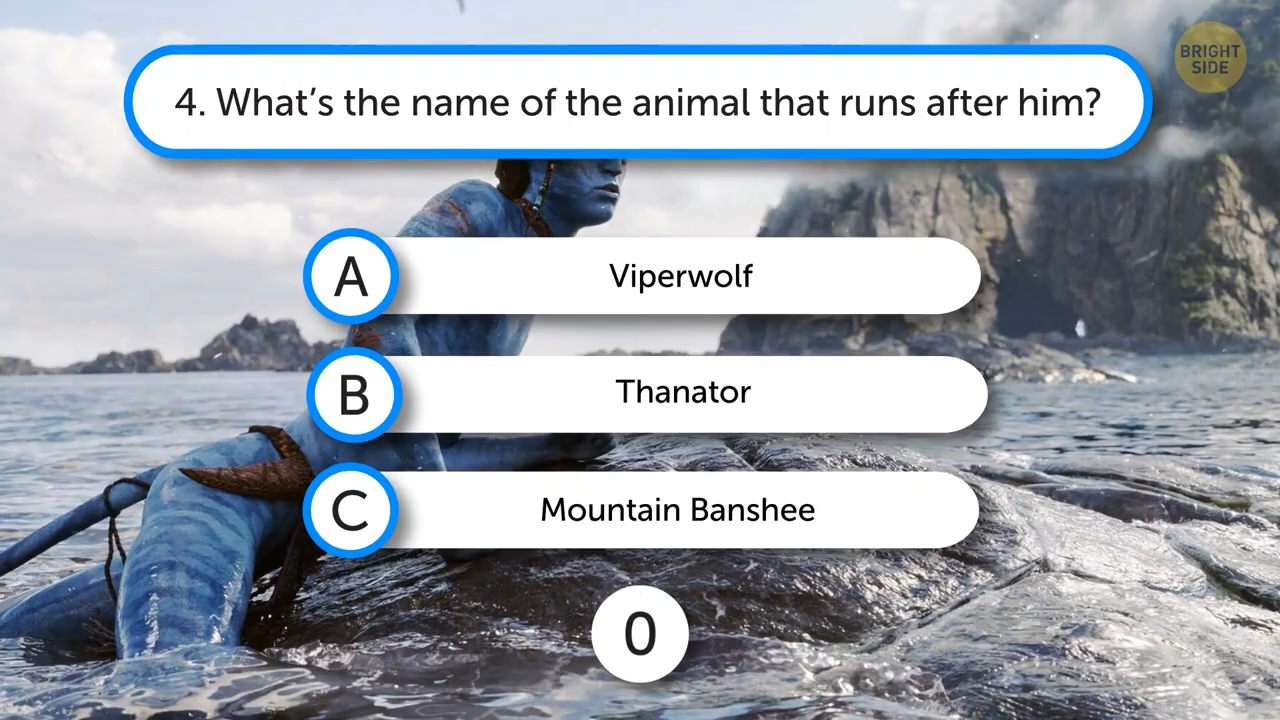 BRIGHT
SIDE
4. What's the name of the animal that runs after him?
A Viperwolf
B Thanator
C Mountain Banshee
0